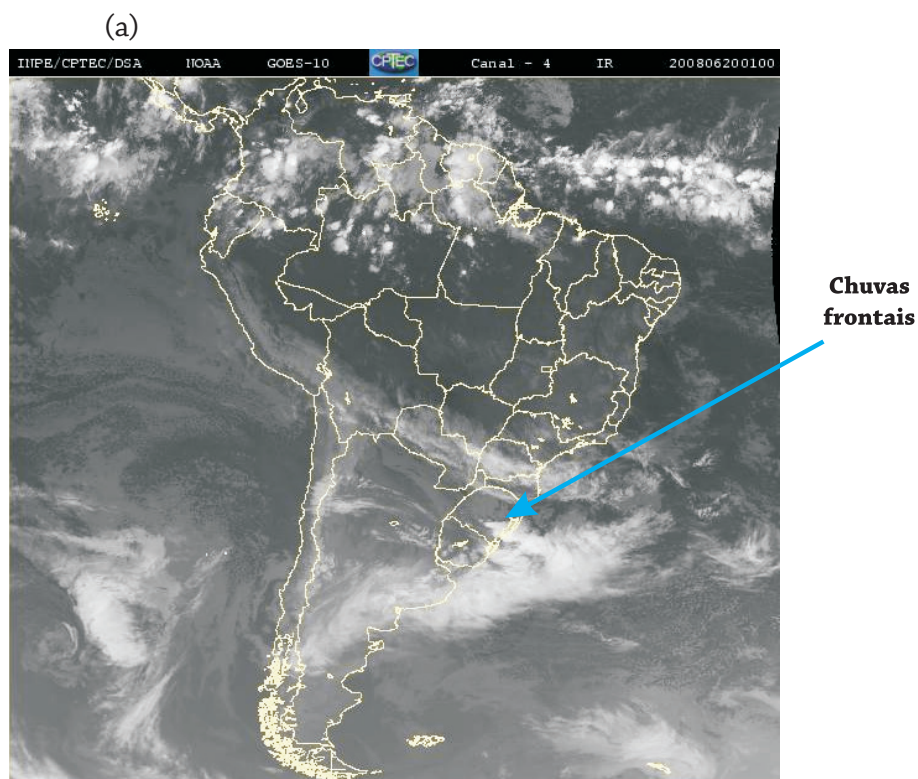 (a)
INPE/CPTEC/DSA NOAA GOES-10 CPTEC Canal - 4 IR 200806200100
Chuvas
frontais